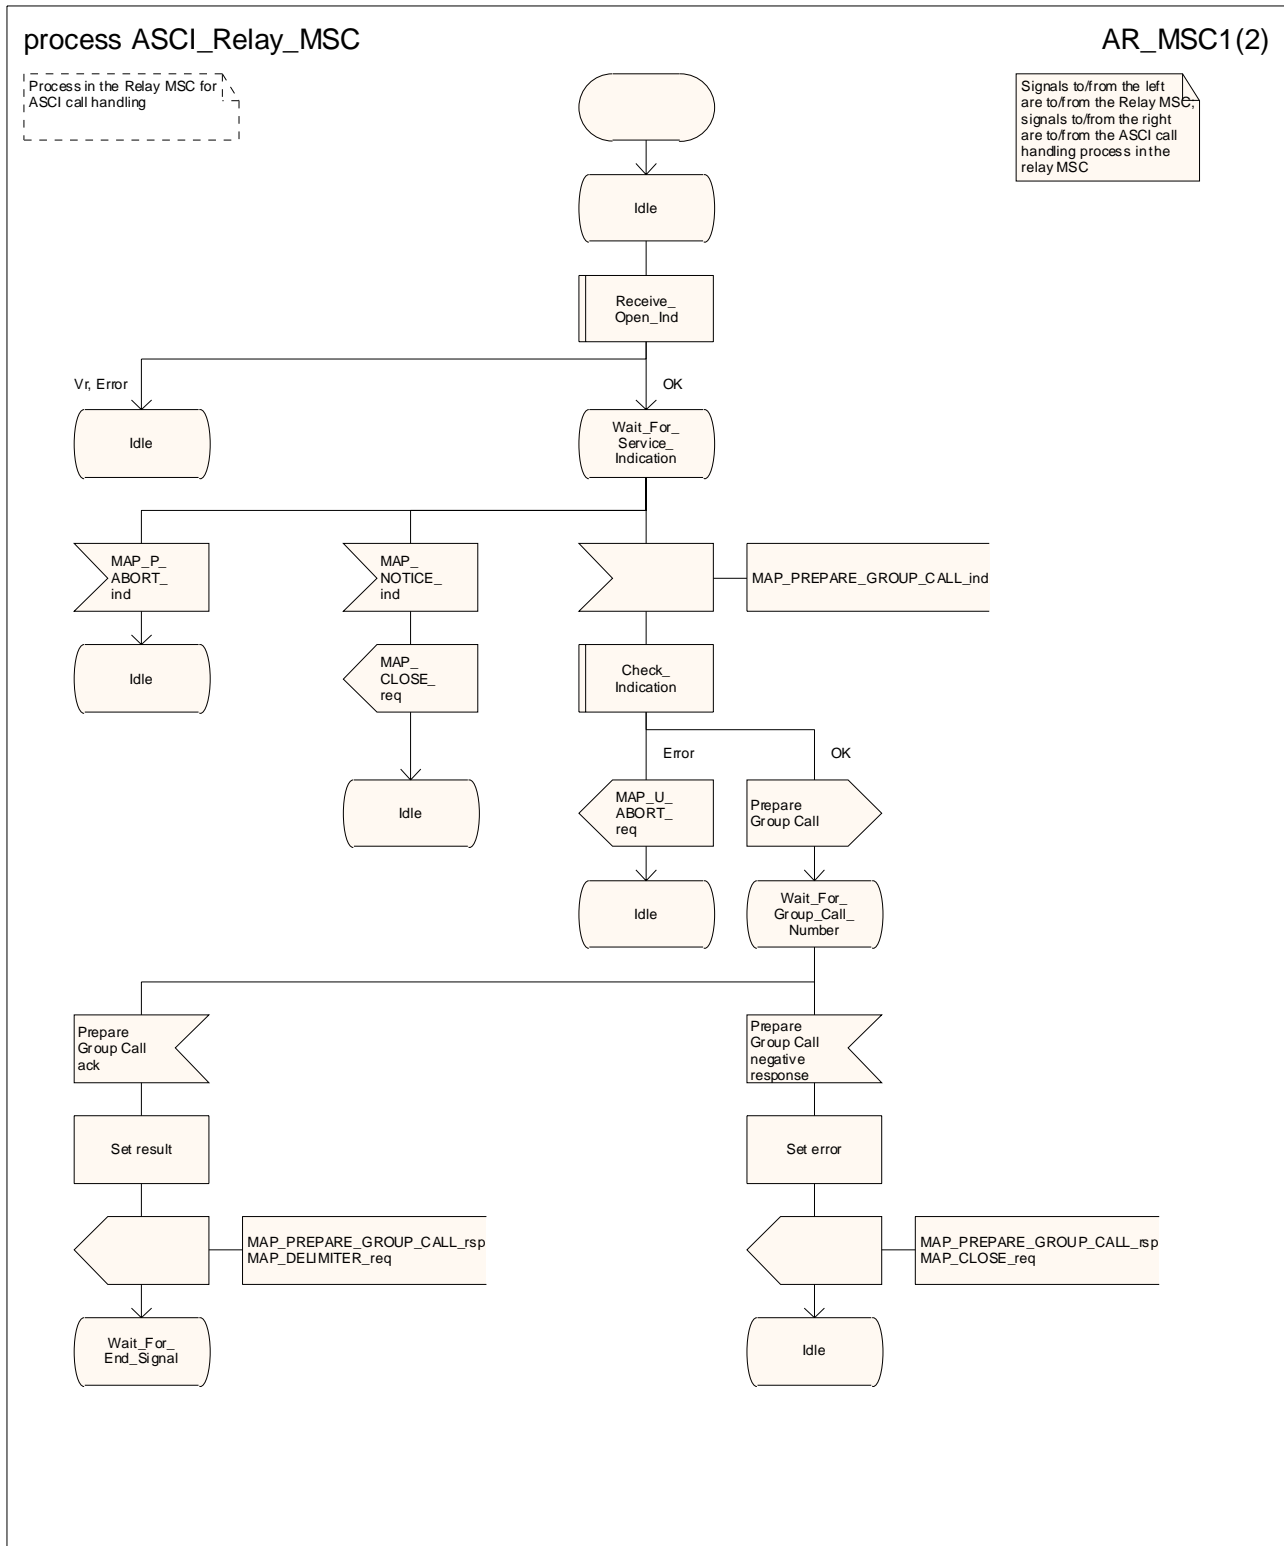 process ASCI_Relay_MSC
AR_MSC1(2)
Process in the Relay MSC for
ASCI call handling
Signals to/from the left
are to/from the Relay MSC,
signals to/from the right
are to/from the ASCI call
handling process in the
relay MSC
Idle
Receive_
Open_Ind
Vr, Error
OK
Idle
Wait_For_
Service_
Indication
MAP_P_
ABORT_
ind
MAP_
NOTICE_
ind
MAP_PREPARE_GROUP_CALL_ind
Idle
MAP_
CLOSE_
req
Check_
Indication
Error
OK
Idle
MAP_U_
ABORT_
req
Prepare
Group Call
Idle
Wait_For_
Group_Call_
Number
Prepare
Group Call
ack
Prepare
Group Call
negative
response
Set result
Set error
MAP_PREPARE_GROUP_CALL_rsp
MAP_DELIMITER_req
MAP_PREPARE_GROUP_CALL_rsp
MAP_CLOSE_req
Wait_For_
End_Signal
Idle